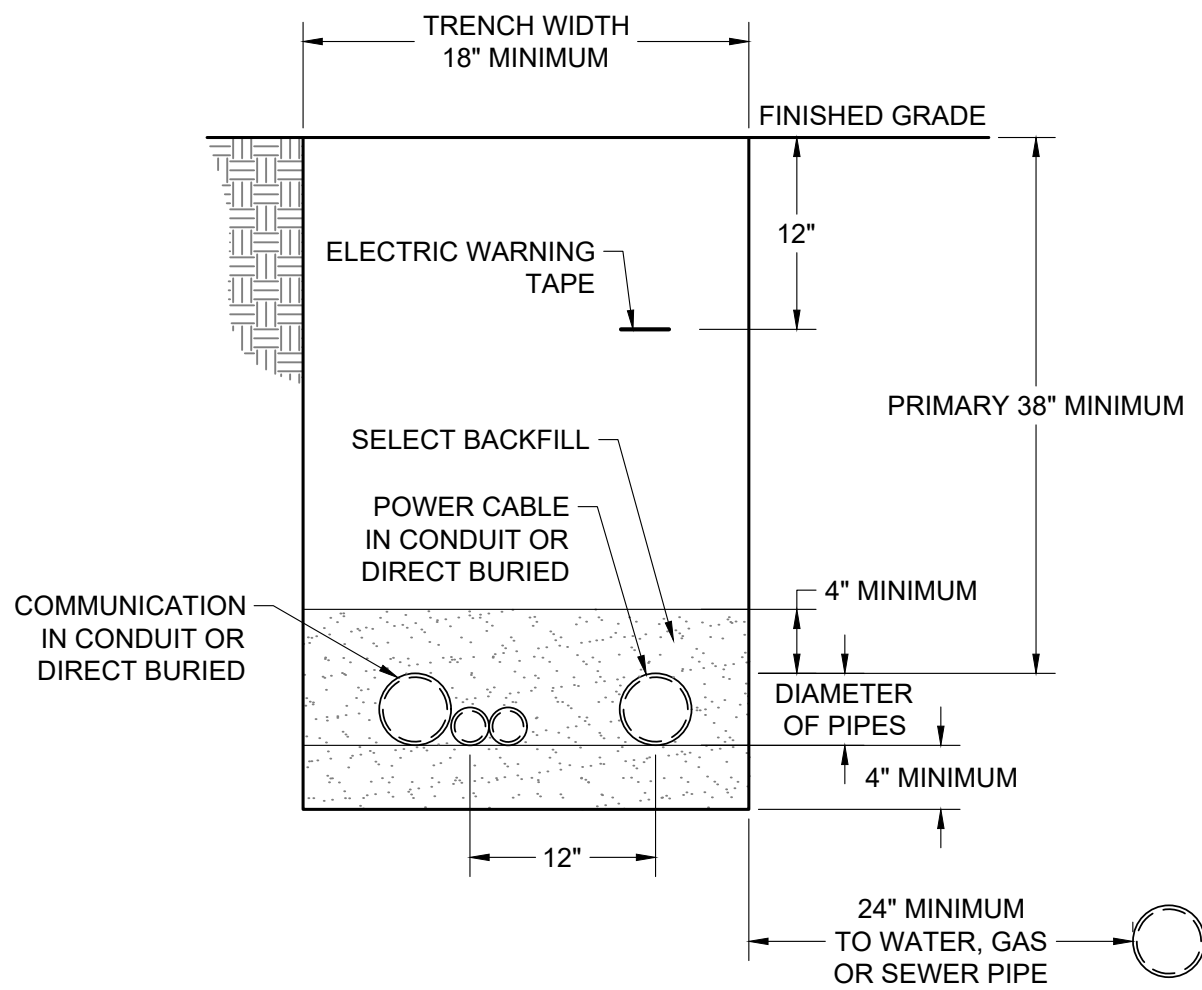 TRENCH WIDTH
18" MINIMUM
FINISHED GRADE
12"
ELECTRIC WARNING
TAPE
PRIMARY 38" MINIMUM
SELECT BACKFILL
POWER CABLE
IN CONDUIT OR
DIRECT BURIED
4" MINIMUM
COMMUNICATION
IN CONDUIT OR
DIRECT BURIED
DIAMETER
OF PIPES
4" MINIMUM
12"
24" MINIMUM
TO WATER, GAS
OR SEWER PIPE